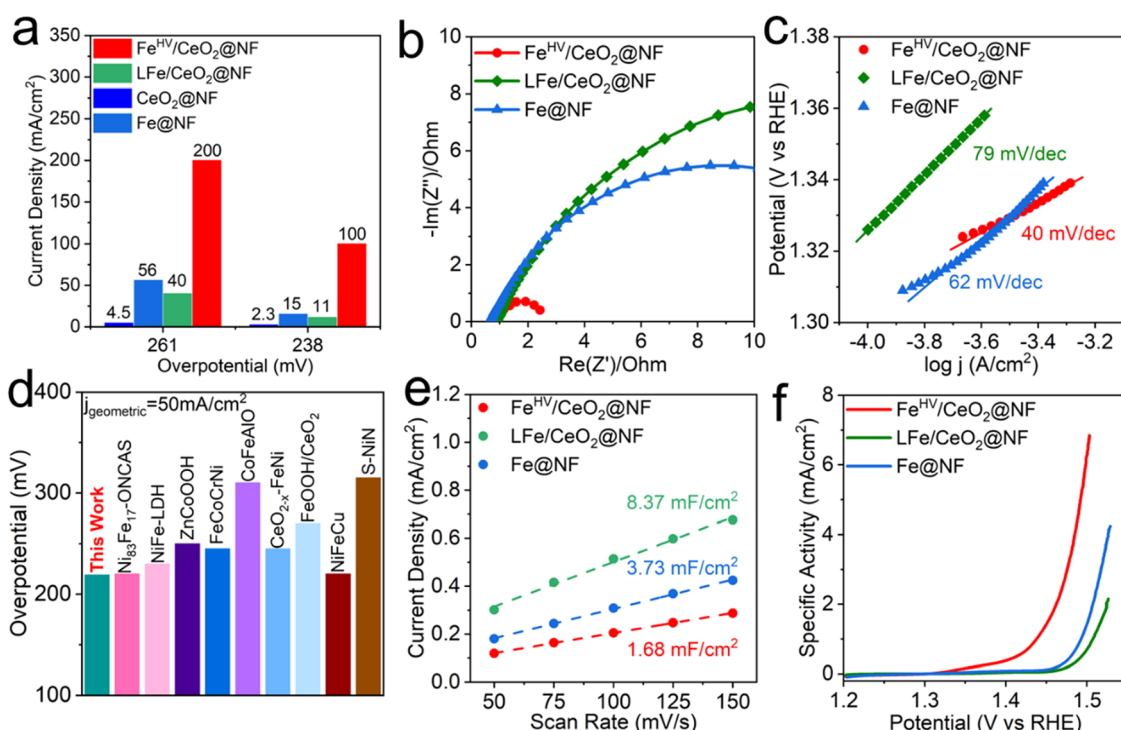 a
Fe^HV/CeO₂@NF
LFe/CeO₂@NF
CeO₂@NF
Fe@NF
Current Density (mA/cm²)
350
300
250
200
150
100
50
0
4.5
56
40
200
2.3
15
11
100
261
238
Overpotential (mV)
b
Fe^HV/CeO₂@NF
LFe/CeO₂@NF
Fe@NF
-Im(Z'')/Ohm
10
8
6
4
2
0
0
2
4
6
8
10
Re(Z')/Ohm
c
Fe^HV/CeO₂@NF
LFe/CeO₂@NF
Fe@NF
Potential (V vs RHE)
1.38
1.36
1.34
1.32
1.30
79 mV/dec
40 mV/dec
62 mV/dec
-4.0
-3.8
-3.6
-3.4
-3.2
log j (A/cm²)
d
j_geometric=50mA/cm²
Overpotential (mV)
400
300
200
100
This Work
Ni₈₃Fe₁₇-ONCAS
NiFe-LDH
ZnCoOOH
FeCoCrNi
CoFeAlO
CeO₂₋ₓ-FeNi
FeOOH/CeO₂
NiFeCu
S-NiN
e
Fe^HV/CeO₂@NF
LFe/CeO₂@NF
Fe@NF
Current Density (mA/cm²)
1.2
1.0
0.8
0.6
0.4
0.2
0.0
8.37 mF/cm²
3.73 mF/cm²
1.68 mF/cm²
50
75
100
125
150
Scan Rate (mV/s)
f
Fe^HV/CeO₂@NF
LFe/CeO₂@NF
Fe@NF
Specific Activity (mA/cm²)
8
6
4
2
0
1.2
1.3
1.4
1.5
Potential (V vs RHE)